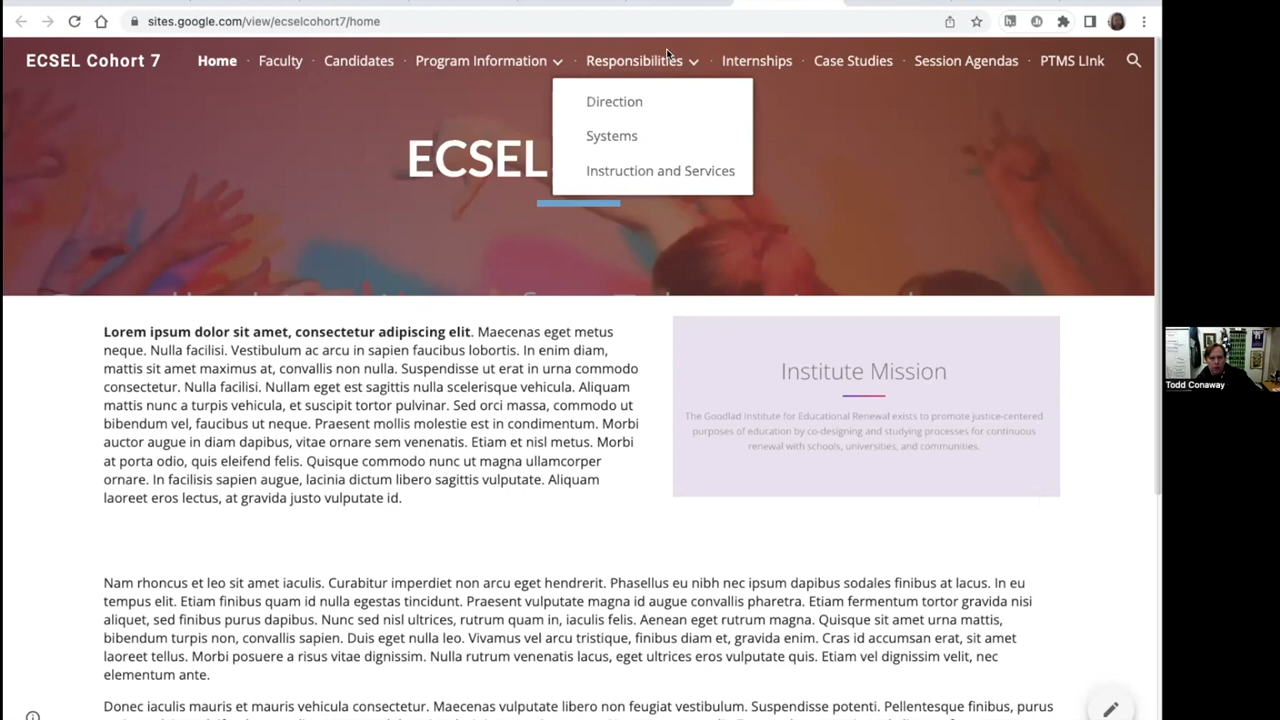 sites.google.com/view/ecselcohort7/home
ECSEL Cohort 7
Home · Faculty · Candidates · Program Information · Responsibilities · Internships · Case Studies · Session Agendas · PTMS LInk
Direction
Systems
Instruction and Services
ECSEL
Lorem ipsum dolor sit amet, consectetur adipiscing elit. Maecenas eget metus
neque. Nulla facilisi. Vestibulum ac arcu in sapien faucibus lobortis. In enim diam,
mattis sit amet maximus at, convallis non nulla. Suspendisse ut erat in urna commodo
consectetur. Nulla facilisi. Nullam eget est sagittis nulla scelerisque vehicula. Aliquam
mattis nunc a turpis vehicula, et suscipit tortor pulvinar. Sed orci massa, commodo ut
bibendum vel, faucibus ut neque. Praesent mollis molestie est in condimentum. Morbi
auctor augue in diam dapibus, vitae ornare sem venenatis. Etiam et nisl metus. Morbi
at porta odio, quis eleifend felis. Quisque commodo nunc ut magna ullamcorper
ornare. In facilisis sapien augue, lacinia dictum libero sagittis vulputate. Aliquam
laoreet eros lectus, at gravida justo vulputate id.
Institute Mission
The Goodlad Institute for Educational Renewal exists to promote justice-centered
purposes of education by co-designing and studying processes for continuous
renewal with schools, universities, and communities.
Todd Conaway
Nam rhoncus et leo sit amet iaculis. Curabitur imperdiet non arcu eget hendrerit. Phasellus eu nibh nec ipsum dapibus sodales finibus at lacus. In eu
tempus elit. Etiam finibus quam id nulla egestas tincidunt. Praesent vulputate magna id augue convallis pharetra. Etiam fermentum tortor gravida nisi
aliquet, sed finibus purus dapibus. Nunc sed nisl ultrices, rutrum quam in, iaculis felis. Aenean eget rutrum magna. Quisque sit amet urna mattis,
bibendum turpis non, convallis sapien. Duis eget nulla leo. Vivamus vel arcu tristique, finibus diam et, gravida enim. Cras id accumsan erat, sit amet
laoreet tellus. Morbi posuere a risus vitae dignissim. Nulla rutrum venenatis lacus, eget ultrices eros vulputate quis. Etiam vel dignissim velit, nec
elementum ante.
Donec iaculis mauris et mauris vehicula consectetur. Maecenas vulputate libero non feugiat vestibulum. Suspendisse potenti. Pellentesque finibus, purus